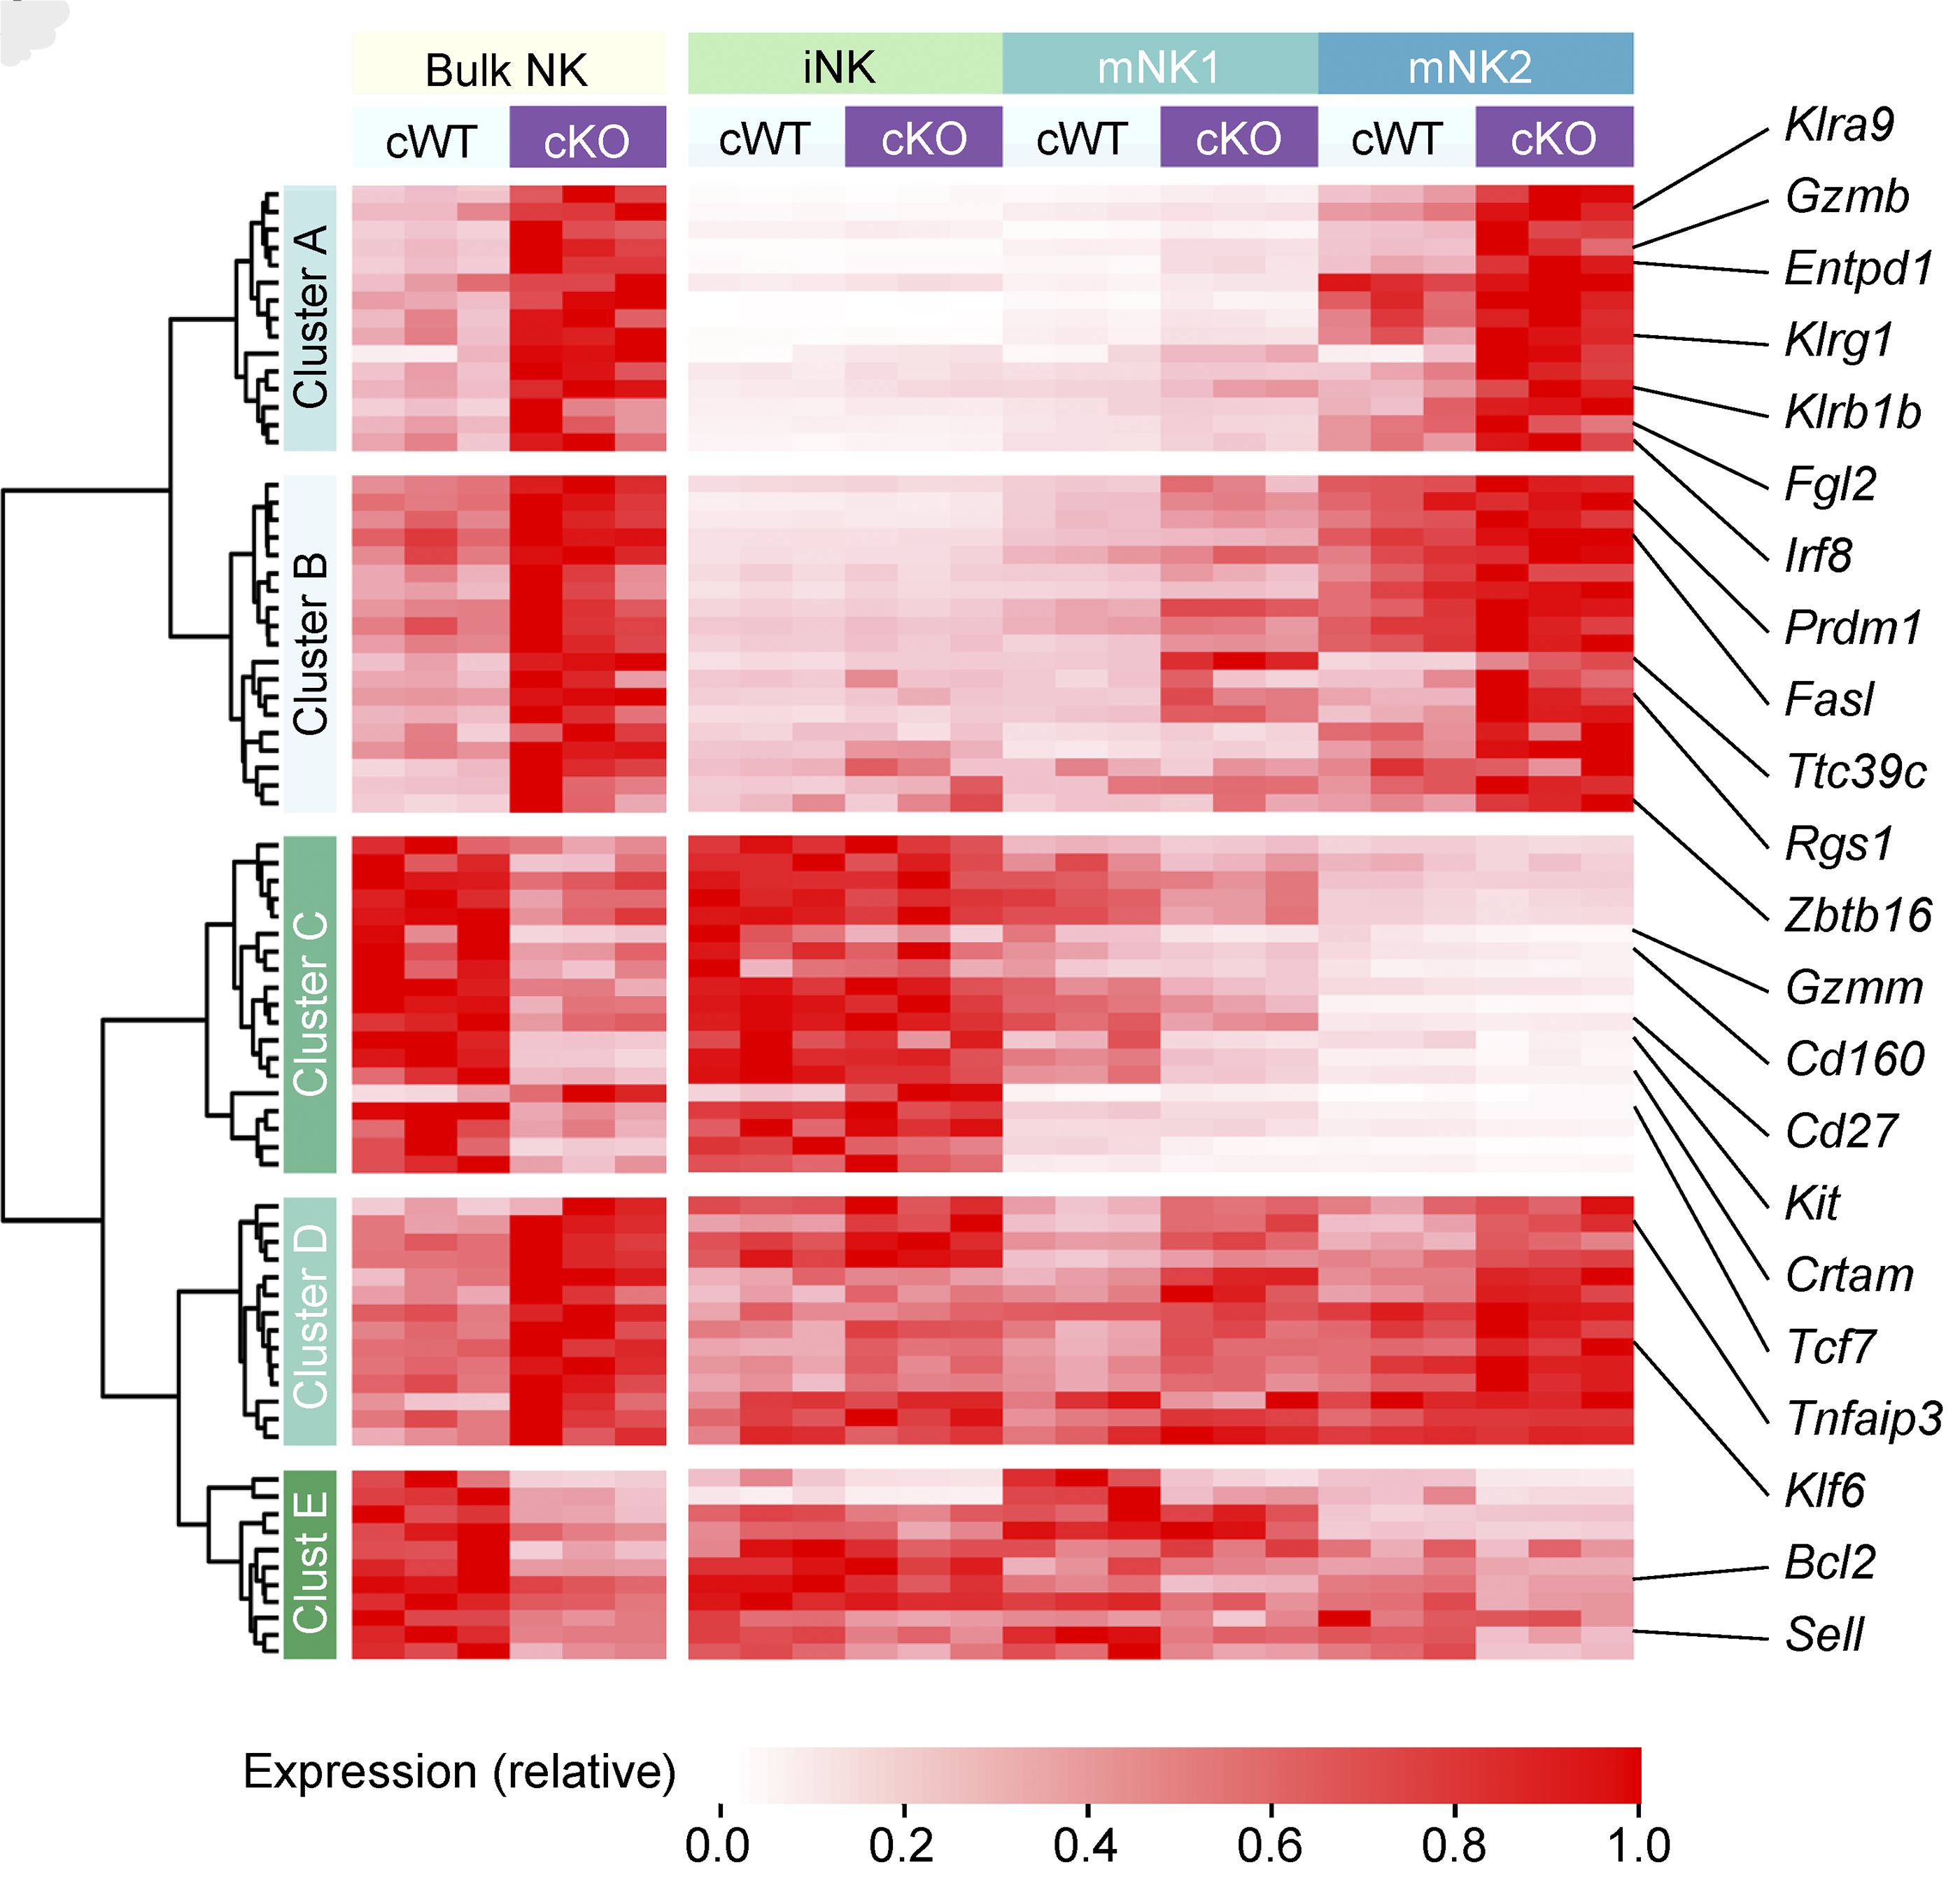 Bulk NK
iNK
mNK1
mNK2
cWT
cKO
cWT
cKO
cWT
cKO
cWT
cKO
Cluster A
Cluster B
Cluster C
Cluster D
Clust E
Klra9
Gzmb
Entpd1
Klrg1
Klrb1b
Fgl2
Irf8
Prdm1
Fasl
Ttc39c
Rgs1
Zbtb16
Gzmm
Cd160
Cd27
Kit
Crtam
Tcf7
Tnfaip3
Klf6
Bcl2
Sell
Expression (relative)
0.0 0.2 0.4 0.6 0.8 1.0